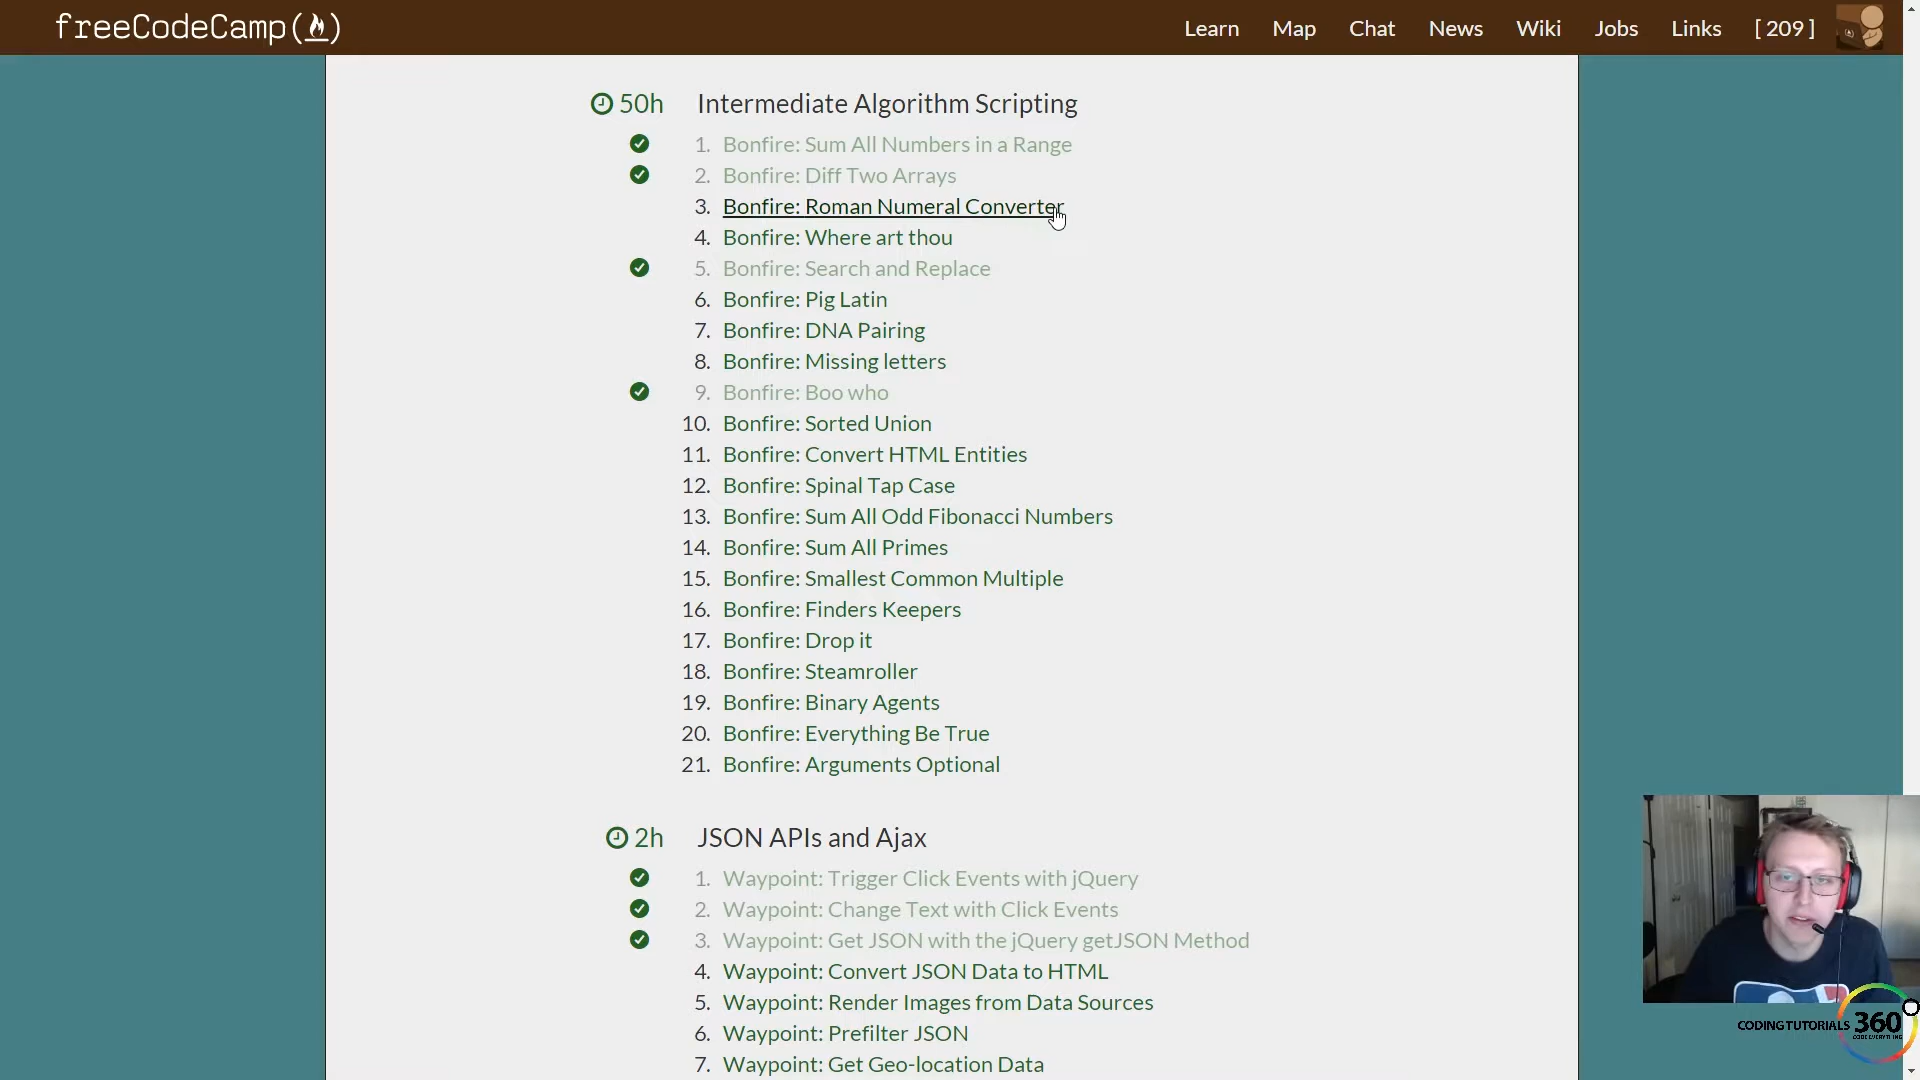 freeCodeCamp
Learn Map Chat News Wiki Jobs Links [ 209 ]
50h Intermediate Algorithm Scripting
1. Bonfire: Sum All Numbers in a Range
2. Bonfire: Diff Two Arrays
3. Bonfire: Roman Numeral Converter
4. Bonfire: Where art thou
5. Bonfire: Search and Replace
6. Bonfire: Pig Latin
7. Bonfire: DNA Pairing
8. Bonfire: Missing letters
9. Bonfire: Boo who
10. Bonfire: Sorted Union
11. Bonfire: Convert HTML Entities
12. Bonfire: Spinal Tap Case
13. Bonfire: Sum All Odd Fibonacci Numbers
14. Bonfire: Sum All Primes
15. Bonfire: Smallest Common Multiple
16. Bonfire: Finders Keepers
17. Bonfire: Drop it
18. Bonfire: Steamroller
19. Bonfire: Binary Agents
20. Bonfire: Everything Be True
21. Bonfire: Arguments Optional
2h JSON APIs and Ajax
1. Waypoint: Trigger Click Events with jQuery
2. Waypoint: Change Text with Click Events
3. Waypoint: Get JSON with the jQuery getJSON Method
4. Waypoint: Convert JSON Data to HTML
5. Waypoint: Render Images from Data Sources
6. Waypoint: Prefilter JSON
7. Waypoint: Get Geo-location Data
CODING TUTORIALS 360
CODE EVERYTHING